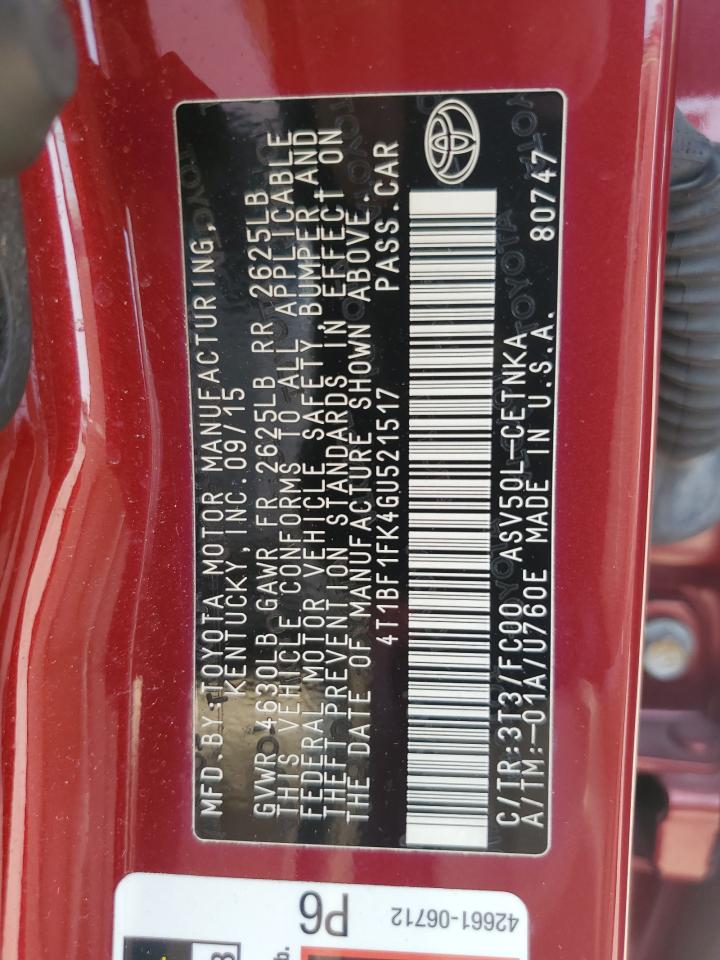 MFD.BY:TOYOTA MOTOR MANUFACTURING,
KENTUCKY,INC.09/15
GVWR 4630LB GAWR FR 2625LB RR 2625LB
THIS VEHICLE CONFORMS TO ALL APPLICABLE
FEDERAL MOTOR VEHICLE SAFETY, BUMPER AND
THEFT PREVENTION STANDARDS IN EFFECT ON
THE DATE OF MANUFACTURE SHOWN ABOVE.
4T1BF1FK4GU521517 PASS.CAR
C/TR:3T3/FC00 ASV50L-CETNKA
A/TM:-01A/U760E MADE IN U.S.A. 80747
P6
42661-06712